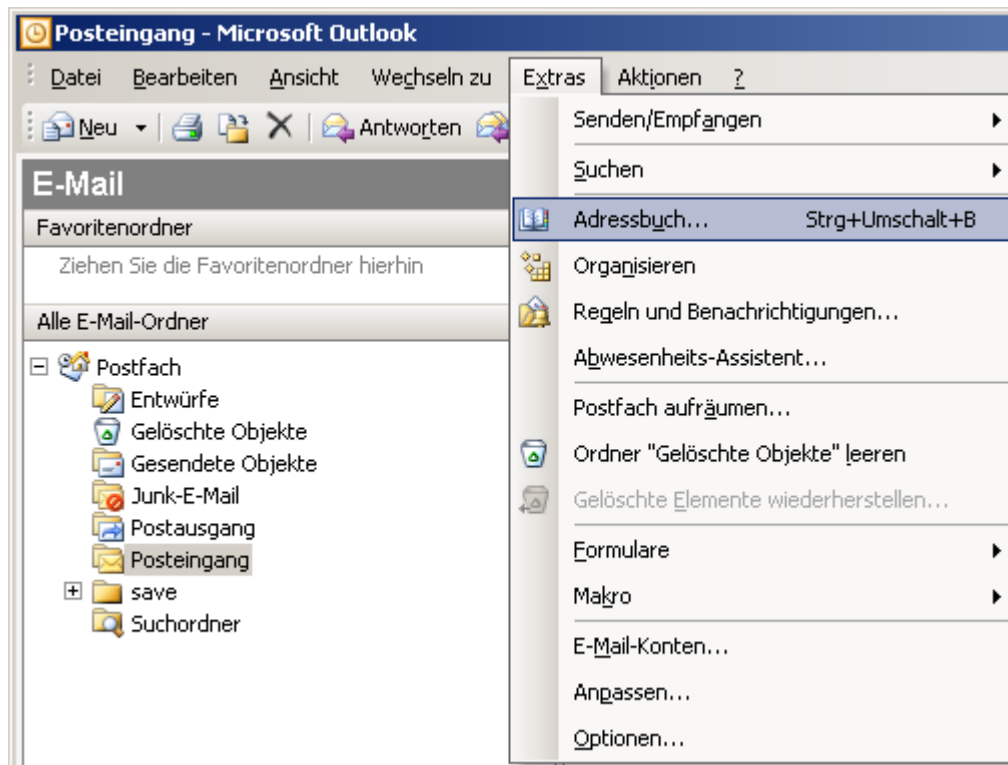 Posteingang - Microsoft Outlook
Datei Bearbeiten Ansicht Wechseln zu Extras Aktionen ?
Neu Antworten
E-Mail
Favoritenordner
Ziehen Sie die Favoritenordner hierhin
Alle E-Mail-Ordner
Postfach
Entwürfe
Gelöschte Objekte
Gesendete Objekte
Junk-E-Mail
Postausgang
Posteingang
save
Suchordner
Senden/Empfangen
Suchen
Adressbuch... Strg+Umschalt+B
Organisieren
Regeln und Benachrichtigungen...
Abwesenheits-Assistent...
Postfach aufräumen...
Ordner "Gelöschte Objekte" leeren
Gelöschte Elemente wiederherstellen...
Formulare
Makro
E-Mail-Konten...
Anpassen...
Optionen...